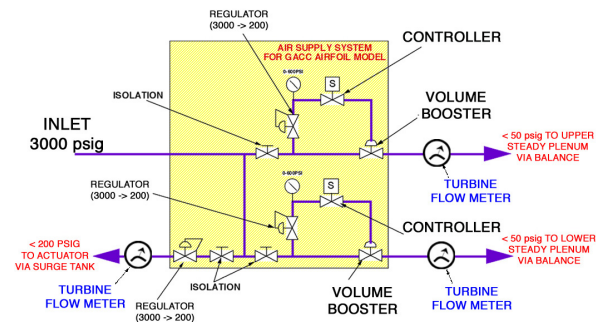 REGULATOR
(3000 -> 200)
AIR SUPPLY SYSTEM
FOR GACC AIRFOIL MODEL
CONTROLLER
0-600PSI
S
ISOLATION
VOLUME
BOOSTER
INLET
3000 psig
< 50 psig TO UPPER
STEADY PLENUM
VIA BALANCE
TURBINE
FLOW METER
REGULATOR
(3000 -> 200)
0-600PSI
S
CONTROLLER
< 200 PSIG
TO ACTUATOR
VIA SURGE TANK
< 50 psig TO LOWER
STEADY PLENUM
VIA BALANCE
TURBINE
FLOW METER
REGULATOR
(3000 -> 200)
ISOLATION
VOLUME
BOOSTER
TURBINE
FLOW METER